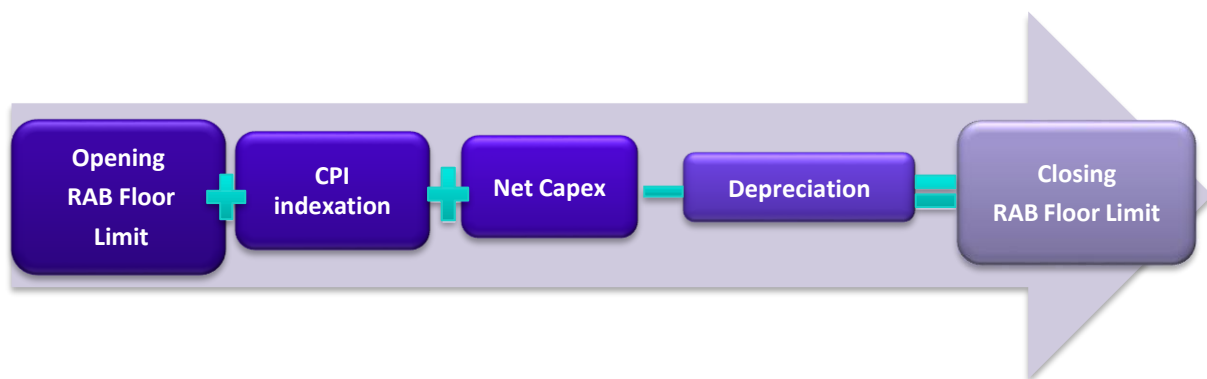 Opening
RAB Floor
Limit
CPI
indexation
Net Capex
Depreciation
Closing
RAB Floor Limit